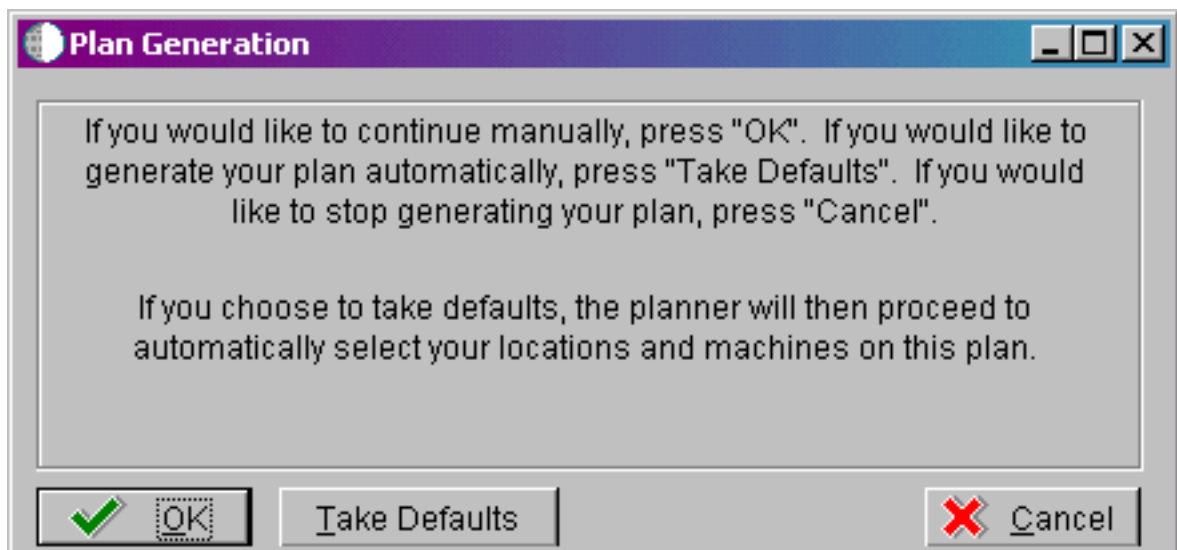 Plan Generation
If you would like to continue manually, press "OK".  If you would like to
generate your plan automatically, press "Take Defaults".  If you would
like to stop generating your plan, press "Cancel".
If you choose to take defaults, the planner will then proceed to
automatically select your locations and machines on this plan.
OK Take Defaults Cancel